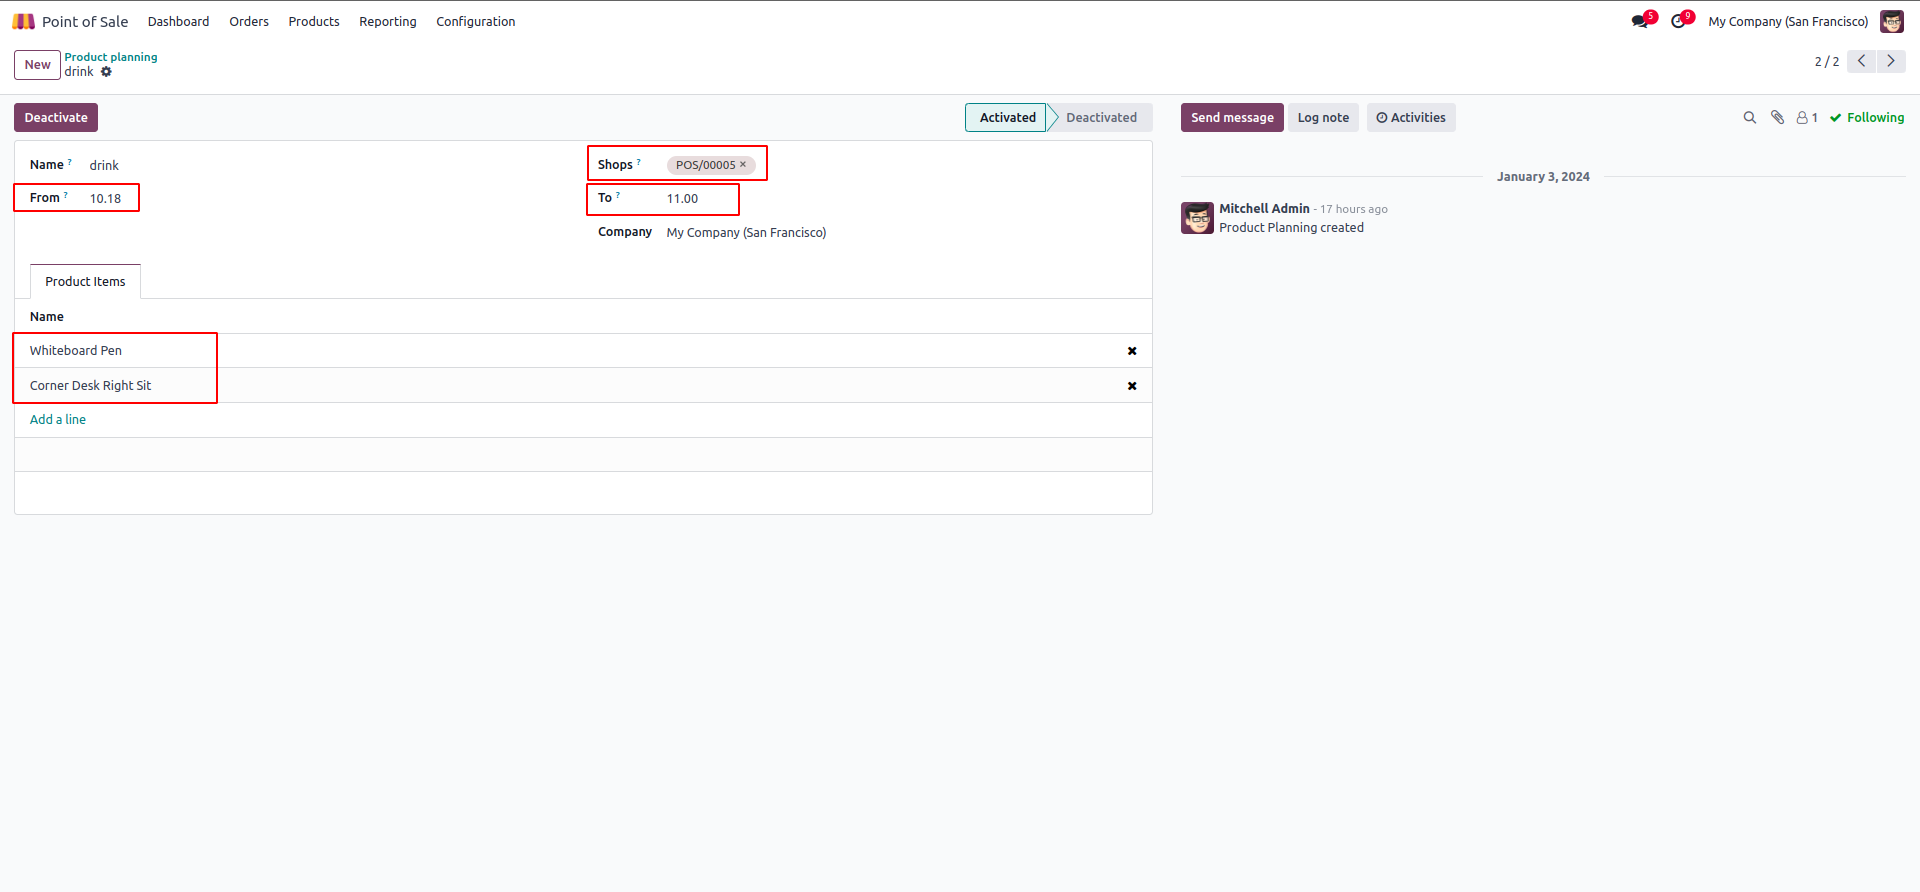 Point of Sale Dashboard Orders Products Reporting Configuration 5 9 My Company (San Francisco)
New Product planning
drink 2 / 2
Deactivate Activated Deactivated Send message Log note Activities 1 Following
Name ? drink Shops ? POS/00005 ×
From ? 10.18 To ? 11.00
Company My Company (San Francisco)
January 3, 2024
Mitchell Admin - 17 hours ago
Product Planning created
Product Items
Name
Whiteboard Pen
Corner Desk Right Sit
Add a line